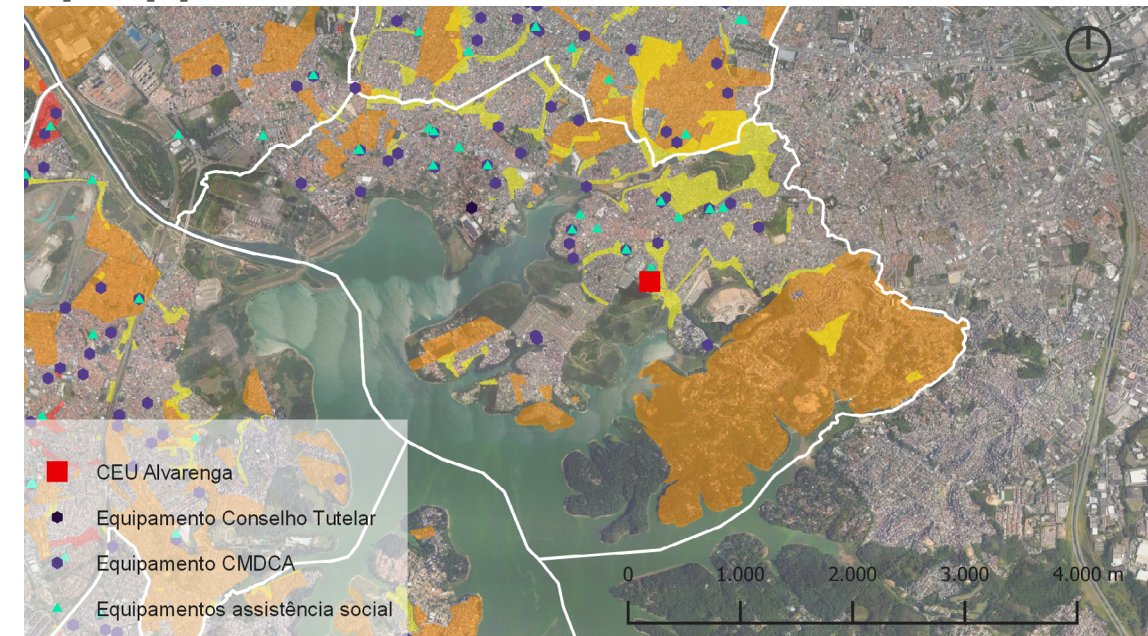 CEU Alvarenga
Equipamento Conselho Tutelar
Equipamento CMDCA
Equipamentos assistência social
0 1.000 2.000 3.000 4.000 m